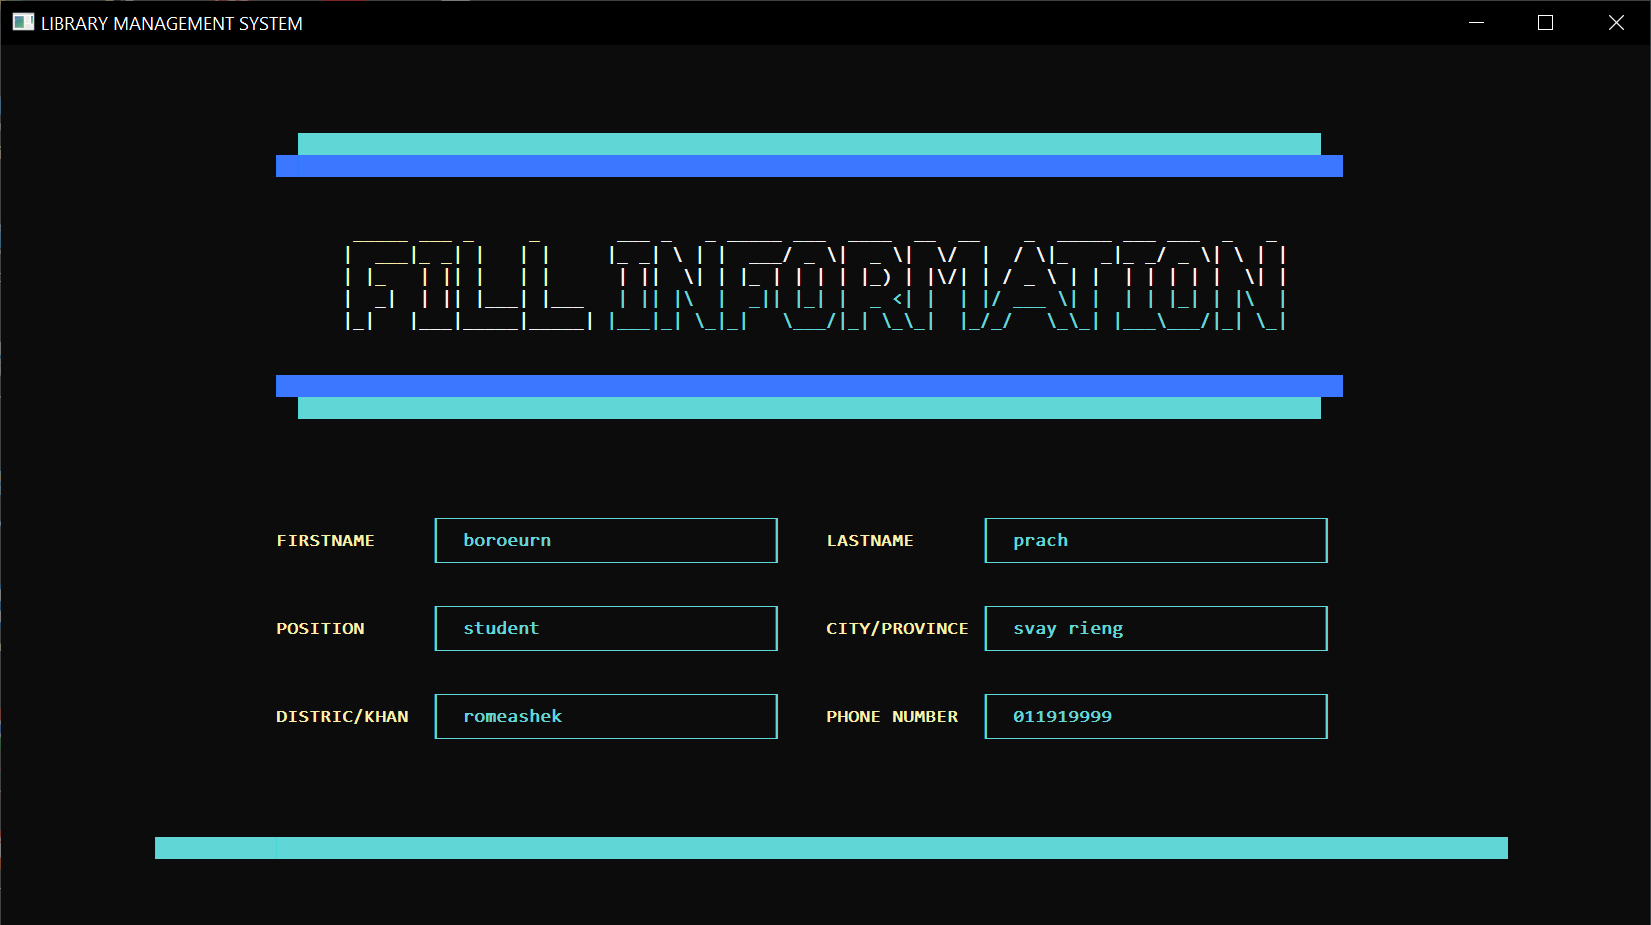 LIBRARY MANAGEMENT SYSTEM
FILL INFORMATION
FIRSTNAME boroeurn LASTNAME prach
POSITION student CITY/PROVINCE svay rieng
DISTRIC/KHAN romeashek PHONE NUMBER 011919999